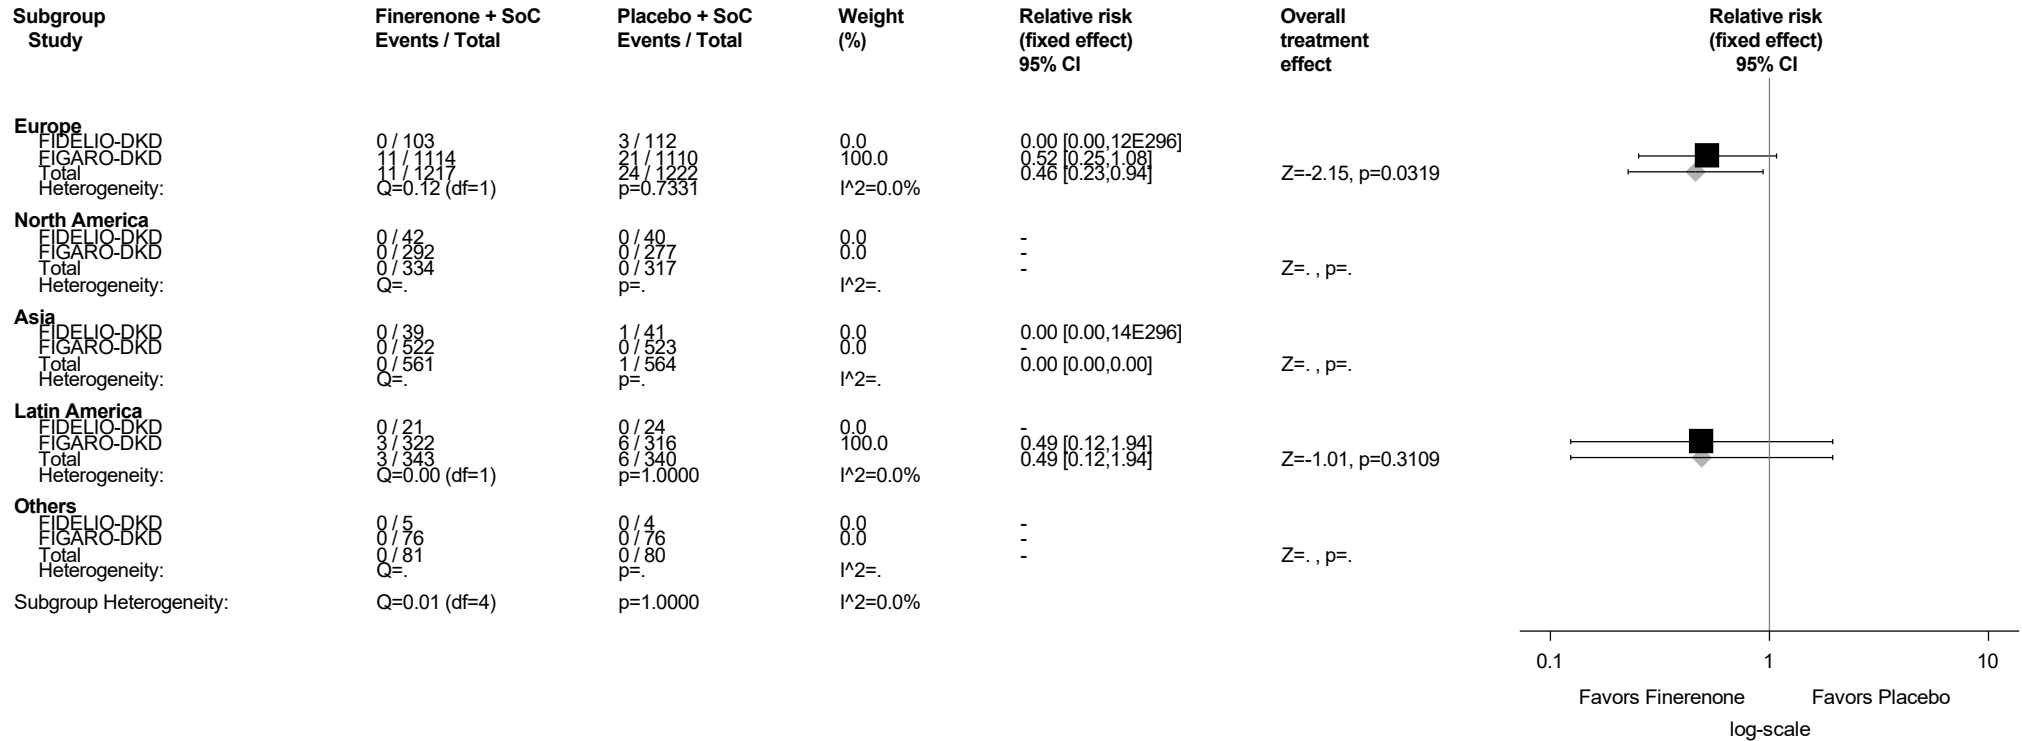 Subgroup Finerenone + SoC Placebo + SoC Weight Relative risk Overall Relative risk
Study Events / Total Events / Total (%) (fixed effect) treatment (fixed effect)
95% CI effect 95% CI
Europe
FIDELIO-DKD 0 / 103 3 / 112 0.0 0.00 [0.00,12E296]
FIGARO-DKD 11 / 1114 21 / 1110 100.0 0.52 [0.25,1.08]
Total 11 / 1217 24 / 1222 0.46 [0.23,0.94] Z=-2.15, p=0.0319
Heterogeneity: Q=0.12 (df=1) p=0.7331 I^2=0.0%
North America
FIDELIO-DKD 0 / 42 0 / 40 0.0 -
FIGARO-DKD 0 / 292 0 / 277 0.0 -
Total 0 / 334 0 / 317 - Z=. , p=.
Heterogeneity: Q=. p=. I^2=.
Asia
FIDELIO-DKD 0 / 39 1 / 41 0.0 0.00 [0.00,14E296]
FIGARO-DKD 0 / 522 0 / 523 0.0 -
Total 0 / 561 1 / 564 0.00 [0.00,0.00] Z=. , p=.
Heterogeneity: Q=. p=. I^2=.
Latin America
FIDELIO-DKD 0 / 21 0 / 24 0.0 -
FIGARO-DKD 3 / 322 6 / 316 100.0 0.49 [0.12,1.94]
Total 3 / 343 6 / 340 0.49 [0.12,1.94] Z=-1.01, p=0.3109
Heterogeneity: Q=0.00 (df=1) p=1.0000 I^2=0.0%
Others
FIDELIO-DKD 0 / 5 0 / 4 0.0 -
FIGARO-DKD 0 / 76 0 / 76 0.0 -
Total 0 / 81 0 / 80 - Z=. , p=.
Heterogeneity: Q=. p=. I^2=.
Subgroup Heterogeneity: Q=0.01 (df=4) p=1.0000 I^2=0.0%
0.1 1 10
Favors Finerenone Favors Placebo
log-scale